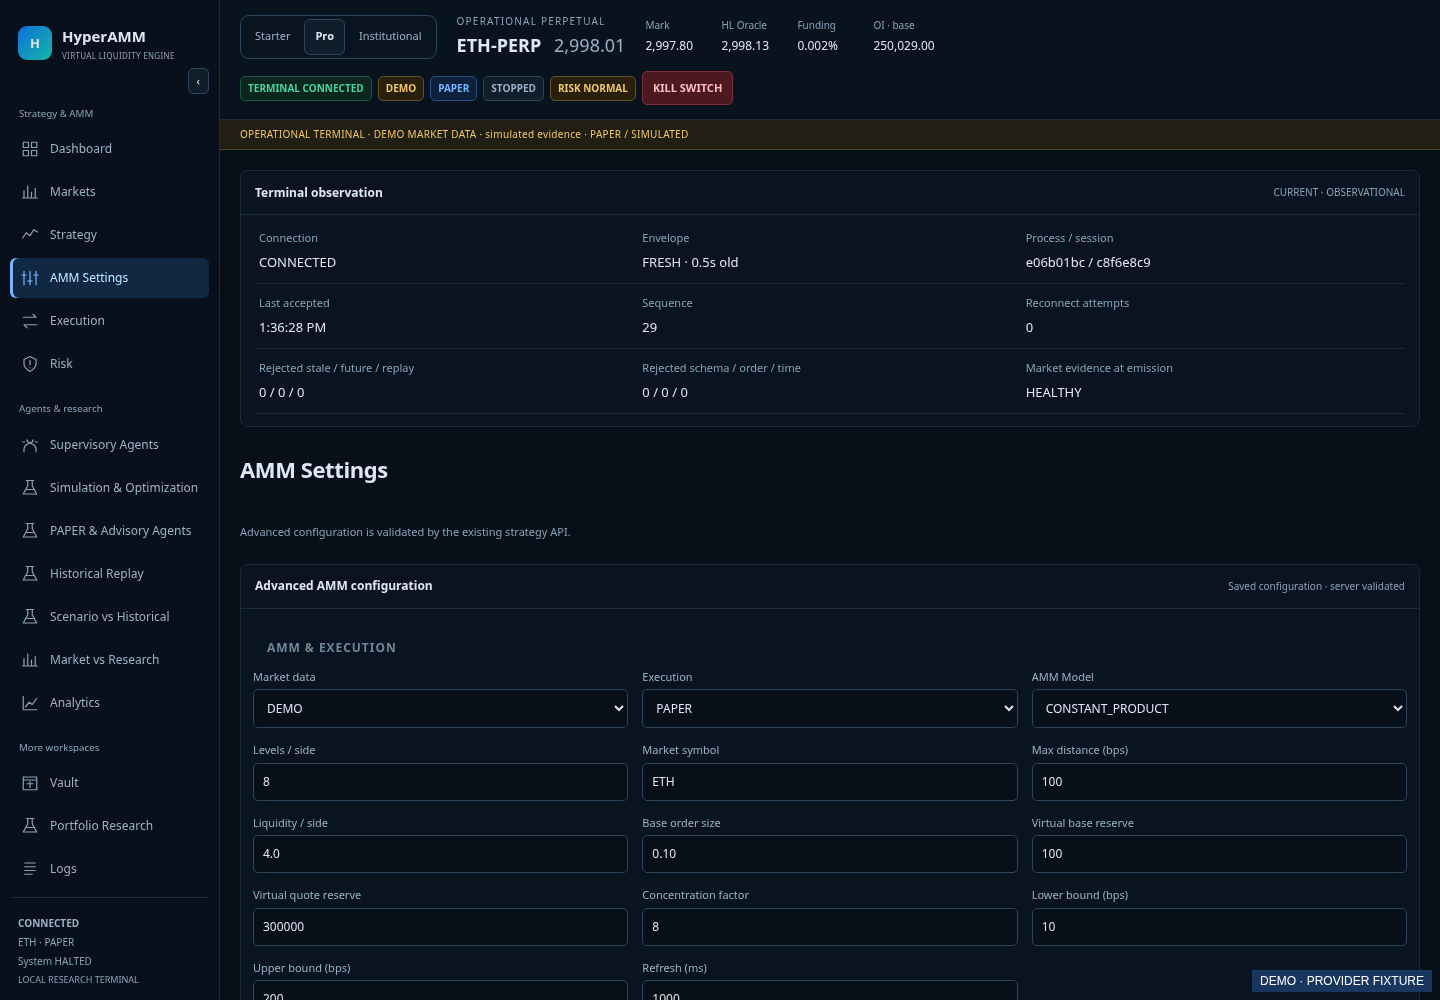 H
HyperAMM
VIRTUAL LIQUIDITY ENGINE
‹
Strategy & AMM
Dashboard
Markets
Strategy
AMM Settings
Execution
Risk
Agents & research
Supervisory Agents
Simulation & Optimization
PAPER & Advisory Agents
Historical Replay
Scenario vs Historical
Market vs Research
Analytics
More workspaces
Vault
Portfolio Research
Logs
CONNECTED
ETH · PAPER
System HALTED
LOCAL RESEARCH TERMINAL
Starter Pro Institutional
OPERATIONAL PERPETUAL
ETH-PERP 2,998.01
Mark HL Oracle Funding OI · base
2,997.80 2,998.13 0.002% 250,029.00
TERMINAL CONNECTED DEMO PAPER STOPPED RISK NORMAL KILL SWITCH
OPERATIONAL TERMINAL · DEMO MARKET DATA · simulated evidence · PAPER / SIMULATED
Terminal observation CURRENT · OBSERVATIONAL
Connection Envelope Process / session
CONNECTED FRESH · 0.5s old e06b01bc / c8f6e8c9
Last accepted Sequence Reconnect attempts
1:36:28 PM 29 0
Rejected stale / future / replay Rejected schema / order / time Market evidence at emission
0 / 0 / 0 0 / 0 / 0 HEALTHY
AMM Settings
Advanced configuration is validated by the existing strategy API.
Advanced AMM configuration Saved configuration · server validated
AMM & EXECUTION
Market data Execution AMM Model
DEMO PAPER CONSTANT_PRODUCT
Levels / side Market symbol Max distance (bps)
8 ETH 100
Liquidity / side Base order size Virtual base reserve
4.0 0.10 100
Virtual quote reserve Concentration factor Lower bound (bps)
300000 8 10
Upper bound (bps) Refresh (ms)
200 1000
DEMO · PROVIDER FIXTURE